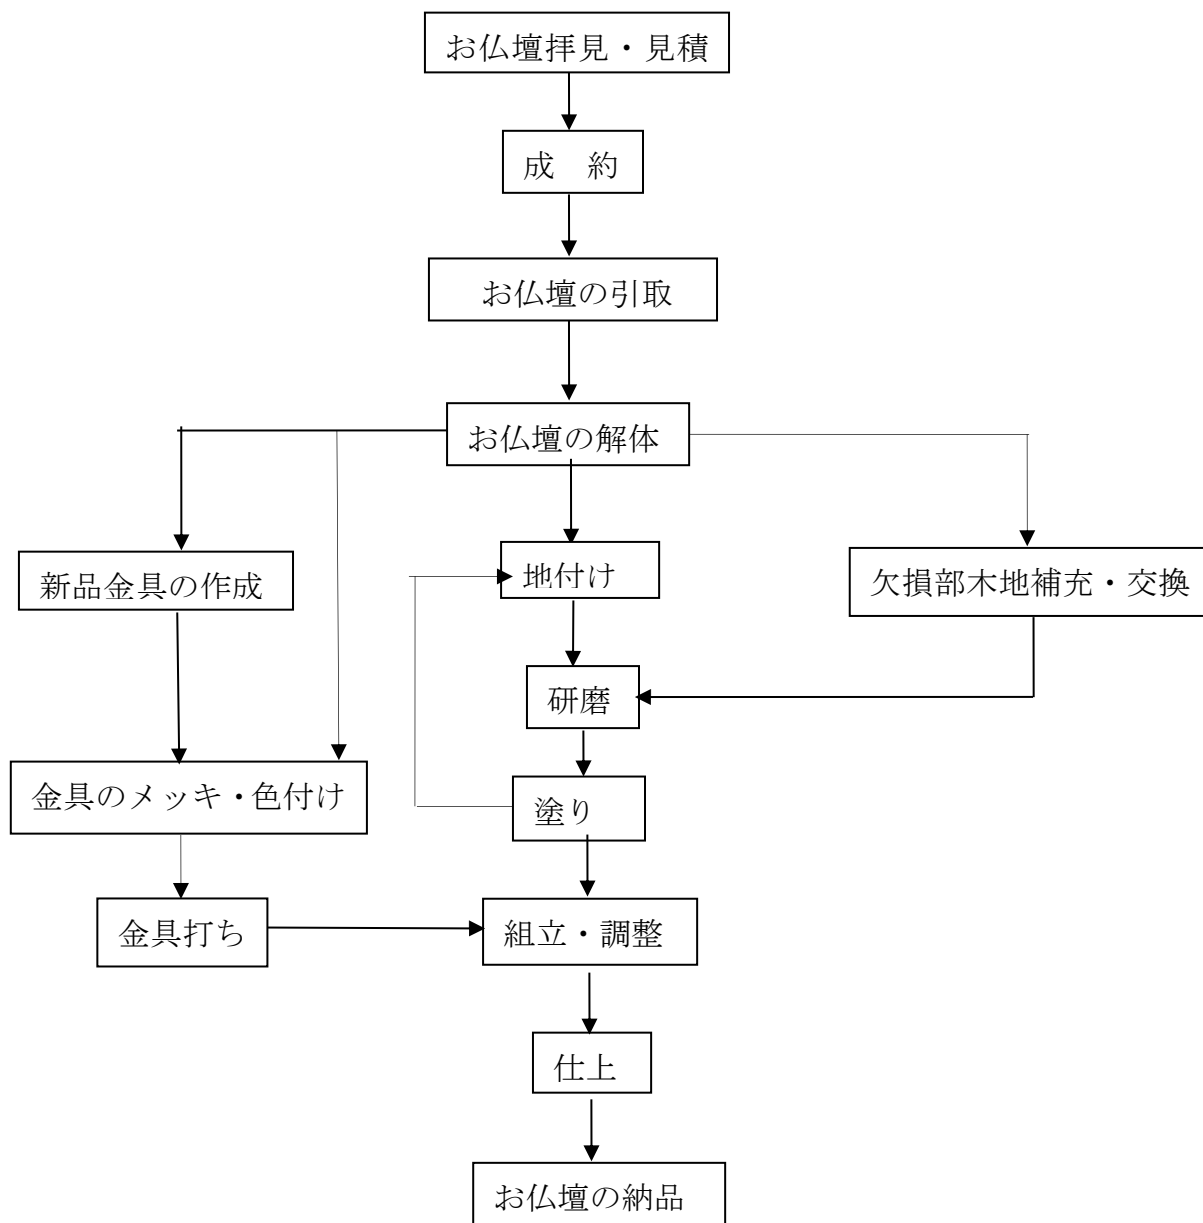 お仏壇拝見・見積
成　約
お仏壇の引取
お仏壇の解体
新品金具の作成
地付け
欠損部木地補充・交換
研磨
金具のメッキ・色付け
塗り
金具打ち
組立・調整
仕上
お仏壇の納品